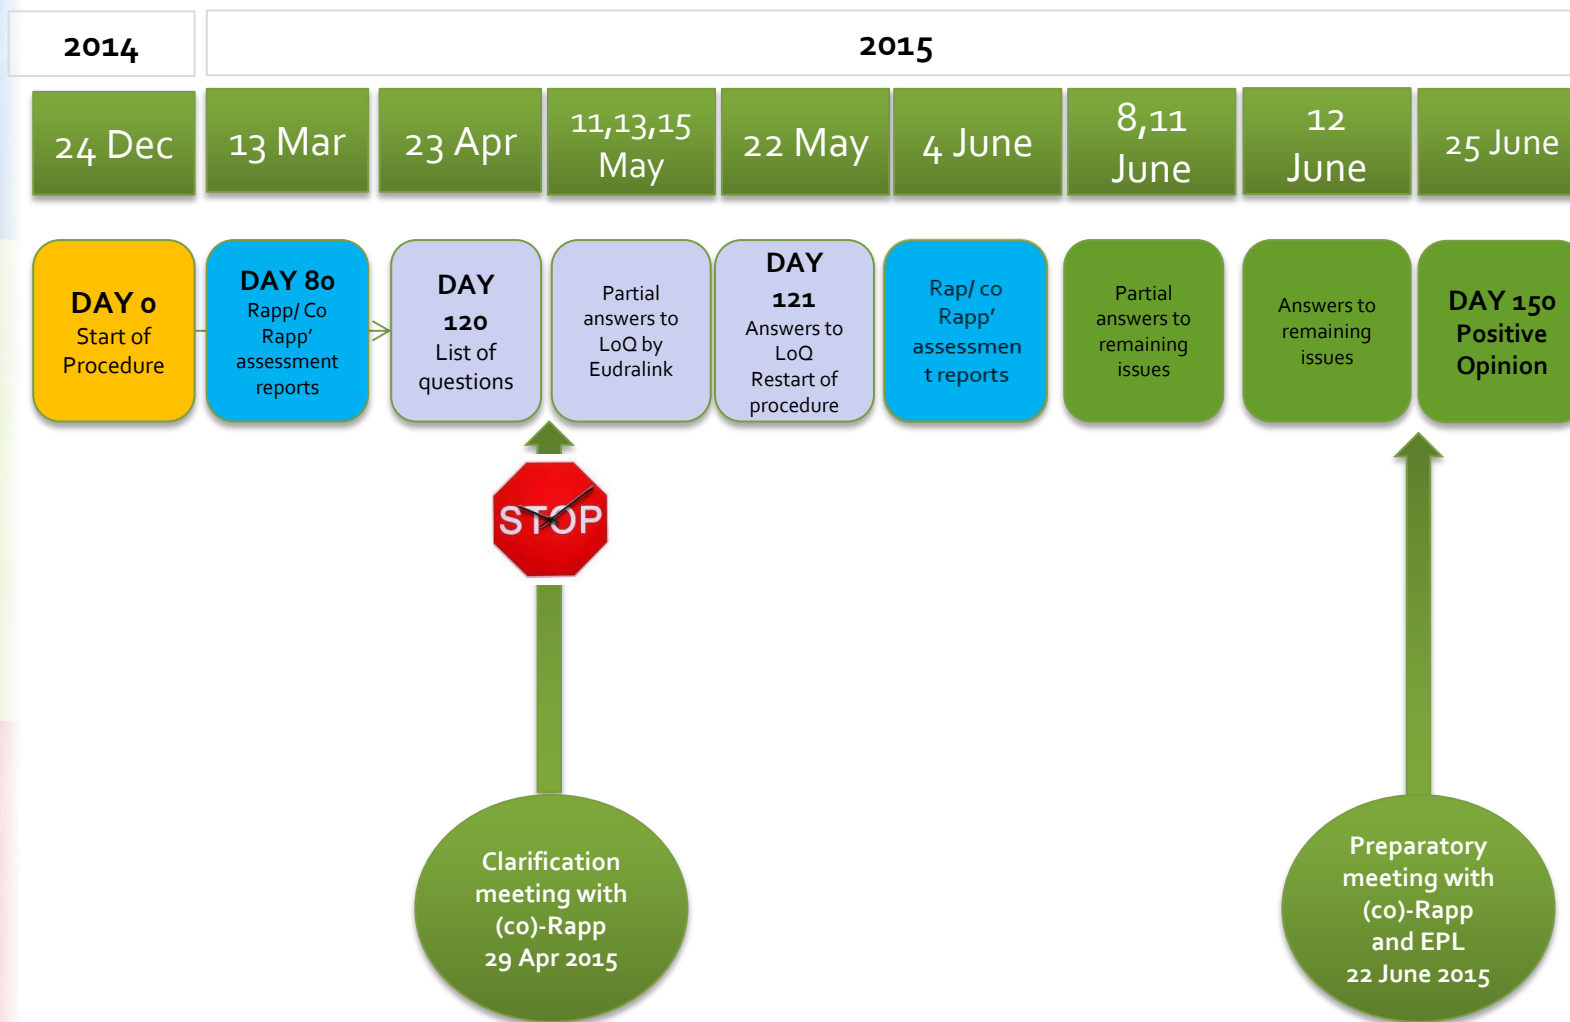 2014
2015
24 Dec
13 Mar
23 Apr
11,13,15
May
22 May
4 June
8,11
June
12
June
25 June
DAY 0
Start of
Procedure
DAY 80
Rapp/ Co
Rapp’
assessment
reports
DAY
120
List of
questions
Partial
answers to
LoQ by
Eudralink
DAY
121
Answers to
LoQ
Restart of
procedure
Rap/ co
Rapp’
assessmen
t reports
Partial
answers to
remaining
issues
Answers to
remaining
issues
DAY 150
Positive
Opinion
STOP
Clarification
meeting with
(co)-Rapp
29 Apr 2015
Preparatory
meeting with
(co)-Rapp
and EPL
22 June 2015